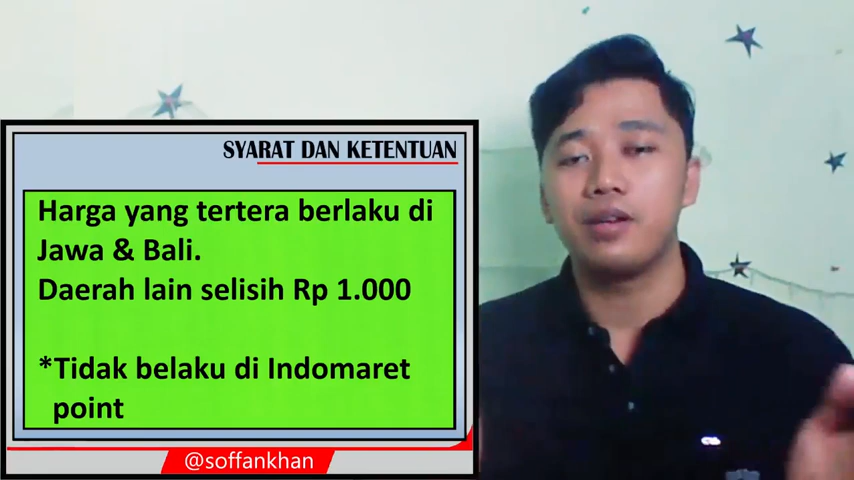 SYARAT DAN KETENTUAN
Harga yang tertera berlaku di
Jawa & Bali.
Daerah lain selisih Rp 1.000
*Tidak belaku di Indomaret
point
@soffankhan